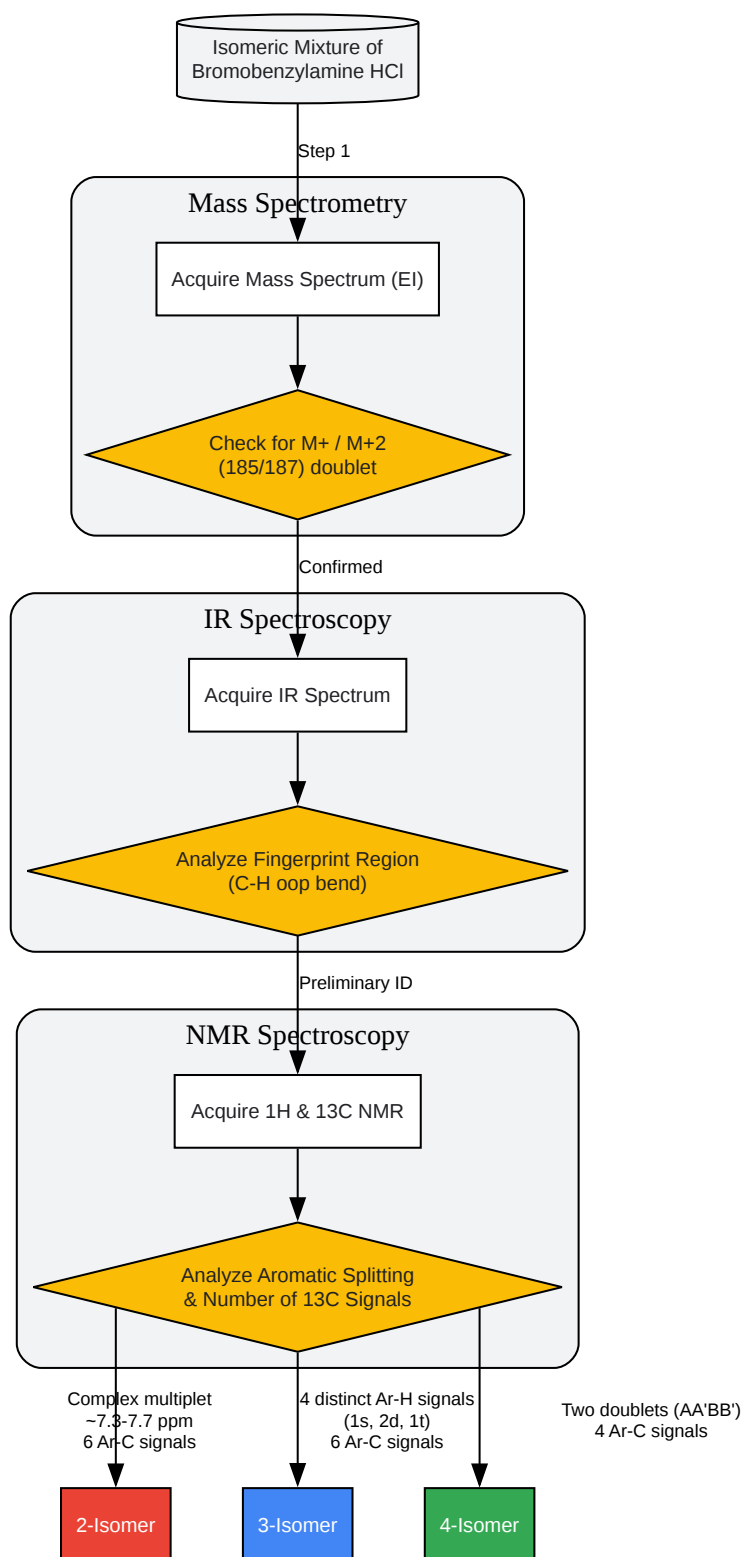 Isomeric Mixture of
Bromobenzylamine HCl
Step 1
Mass Spectrometry
Acquire Mass Spectrum (EI)
Check for M+ / M+2
(185/187) doublet
Confirmed
IR Spectroscopy
Acquire IR Spectrum
Analyze Fingerprint Region
(C-H oop bend)
Preliminary ID
NMR Spectroscopy
Acquire 1H & 13C NMR
Analyze Aromatic Splitting
& Number of 13C Signals
Complex multiplet
~7.3-7.7 ppm
6 Ar-C signals
4 distinct Ar-H signals
(1s, 2d, 1t)
6 Ar-C signals
Two doublets (AA'BB')
4 Ar-C signals
2-Isomer
3-Isomer
4-Isomer